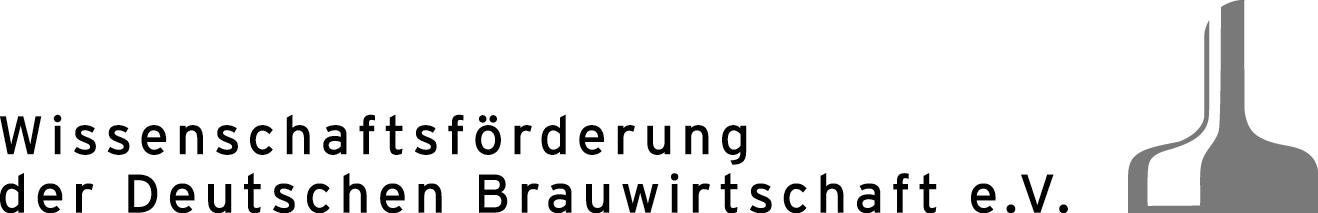 Wissenschaftsförderung
der Deutschen Brauwirtschaft e.V.